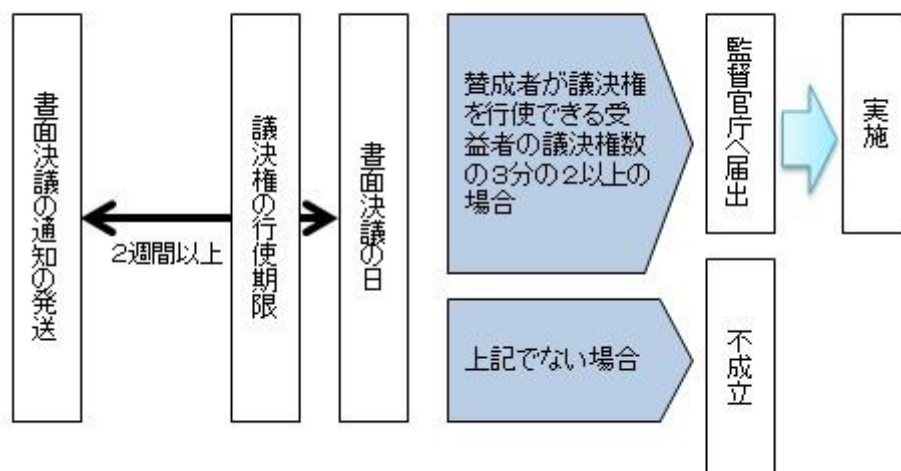 書面決議の通知の発送
2週間以上
議決権の行使期限
書面決議の日
賛成者が議決権
を行使できる受
益者の議決権数
の3分の2以上の
場合
監督官庁へ届出
実施
上記でない場合
不成立